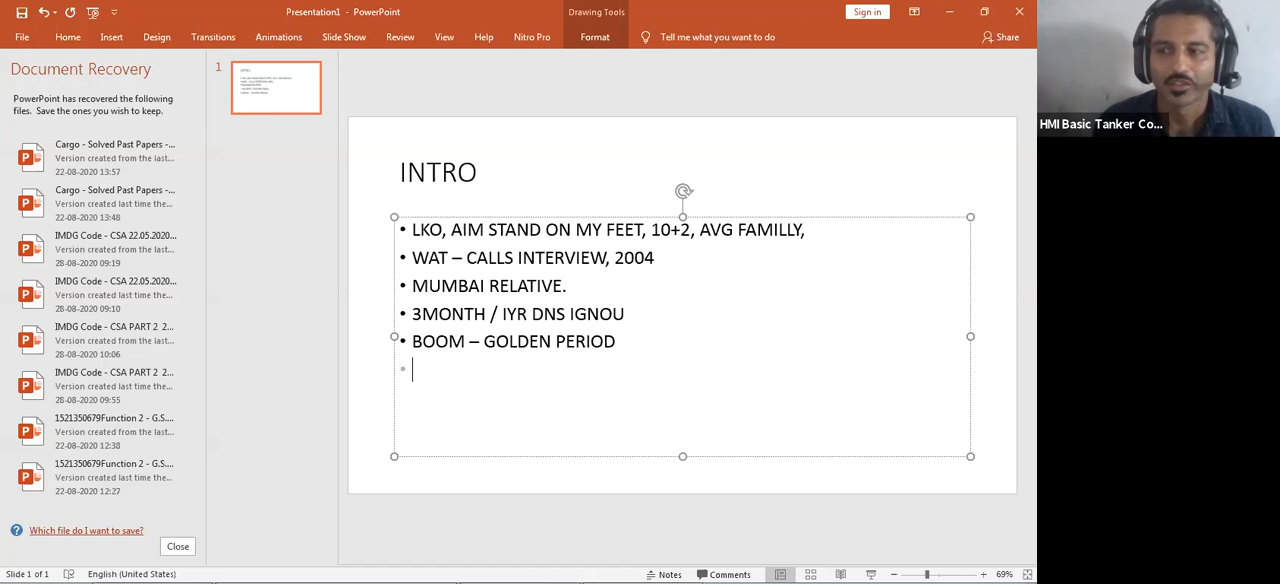 Presentation1 - PowerPoint
Drawing Tools
Sign in
File
Home
Insert
Design
Transitions
Animations
Slide Show
Review
View
Help
Nitro Pro
Format
Tell me what you want to do
Share
Document Recovery
PowerPoint has recovered the following
files. Save the ones you wish to keep.
Cargo - Solved Past Papers -...
Version created from the last...
22-08-2020 13:57
Cargo - Solved Past Papers -...
Version created last time the...
22-08-2020 13:48
IMDG Code - CSA 22.05.2020...
Version created from the last...
28-08-2020 09:19
IMDG Code - CSA 22.05.2020...
Version created last time the...
28-08-2020 09:10
IMDG Code - CSA PART 2 2...
Version created from the last...
28-08-2020 10:06
IMDG Code - CSA PART 2 2...
Version created last time the...
28-08-2020 09:55
1521350679Function 2 - G.S....
Version created from the last...
22-08-2020 12:38
1521350679Function 2 - G.S....
Version created last time the...
22-08-2020 12:27
Which file do I want to save?
Close
1
INTRO
• LKO, AIM STAND ON MY FEET, 10+2, AVG FAMILLY,
• WAT – CALLS INTERVIEW, 2004
• MUMBAI RELATIVE.
• 3MONTH / IYR DNS IGNOU
• BOOM – GOLDEN PERIOD
HMI Basic Tanker Co...
Slide 1 of 1
English (United States)
Notes
Comments
69%